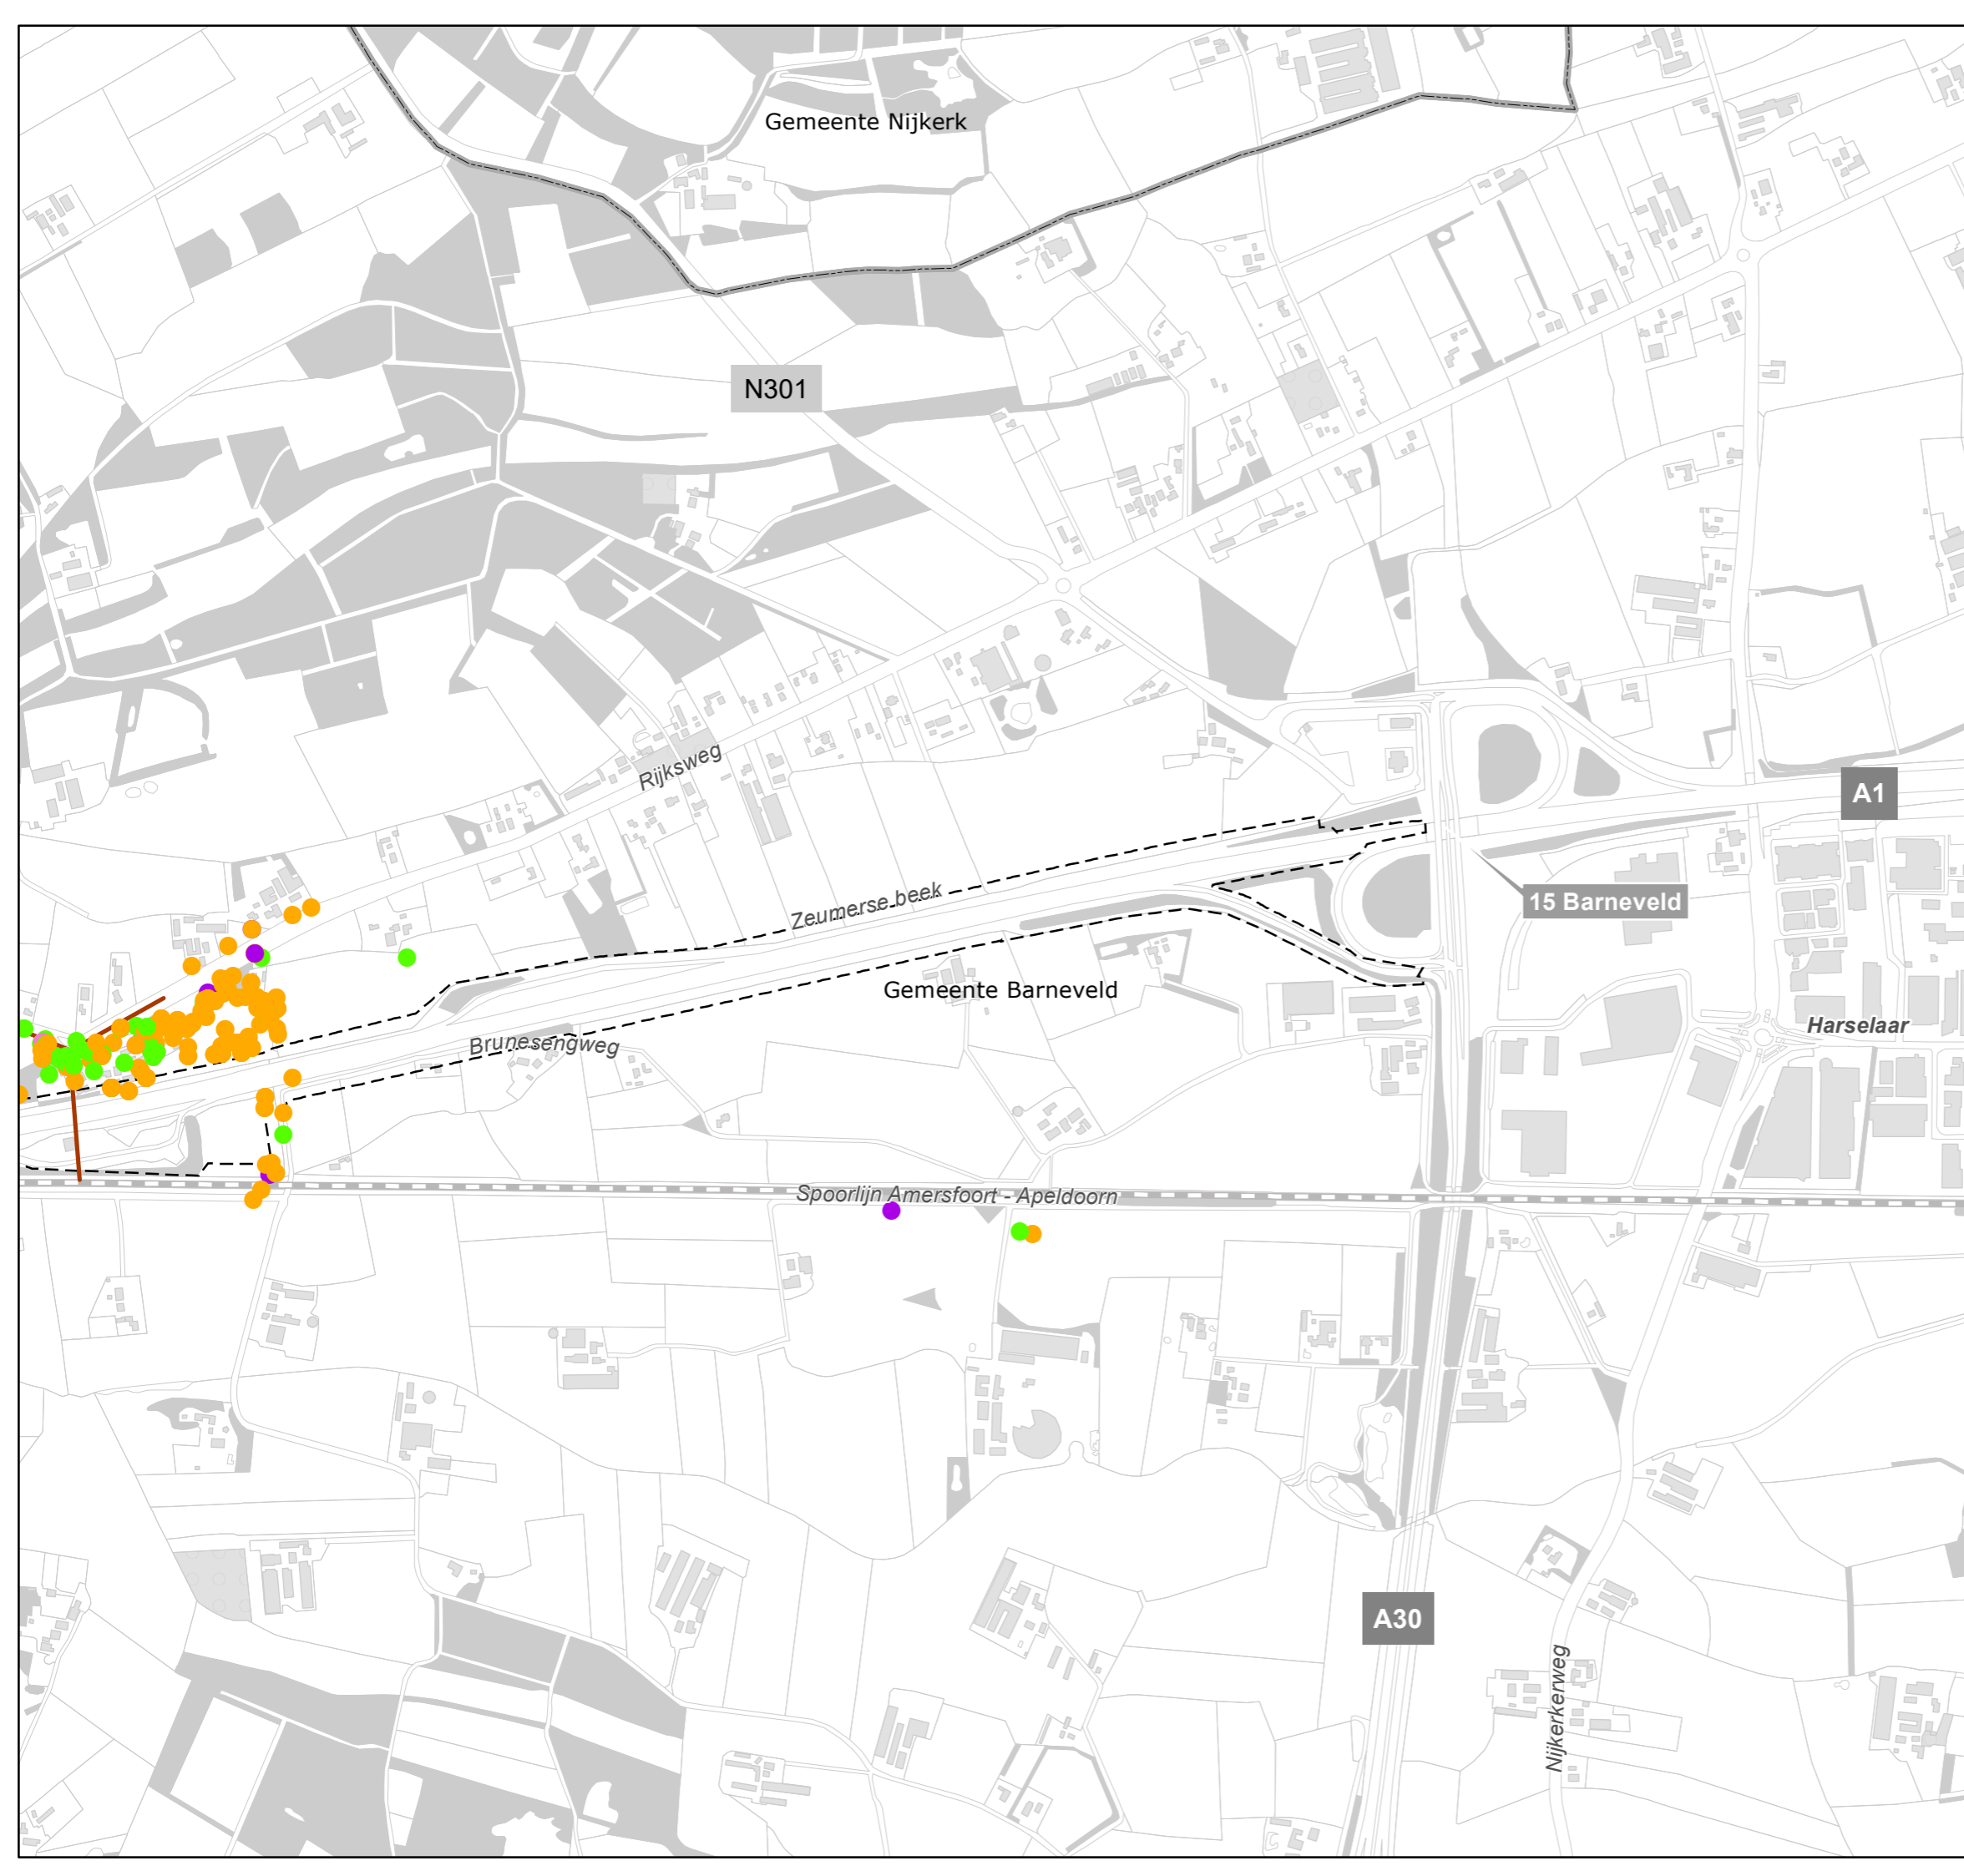 Gemeente Nijkerk
N301
Rijksweg
A1
Zeumerse beek
15 Barneveld
Gemeente Barneveld
Harselaar
Brunesengweg
Spoorlijn Amersfoort - Apeldoorn
A30
Nijkerkerweg